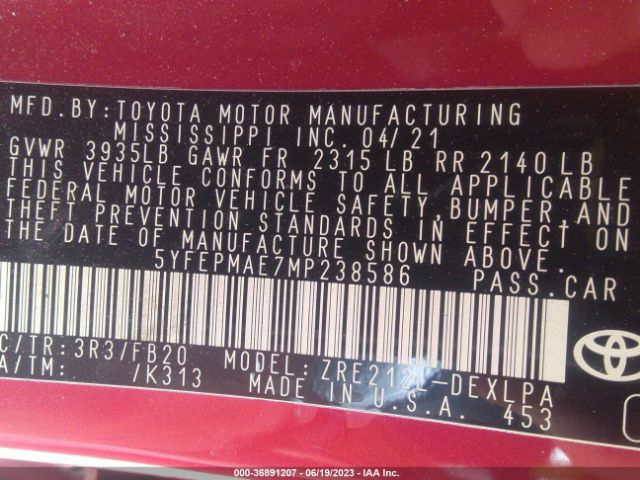 MFD.BY:TOYOTA MOTOR MANUFACTURING
MISSISSIPPI INC. 04/21
GVWR 3935LB GAWR FR 2315 LB RR 2140 LB
THIS VEHICLE CONFORMS TO ALL APPLICABLE
FEDERAL MOTOR VEHICLE SAFETY,BUMPER,AND
THEFT PREVENTION STANDARDS IN EFFECT ON
THE DATE OF MANUFACTURE SHOWN ABOVE.
5YFEPMAE7MP238586 PASS.CAR
C/TR:3R3/FB20 MODEL:
A/TM: /K313 MADE IN U.S.A. 453
TOYOTA
000-36891207 - 06/19/2023 - IAA Inc.